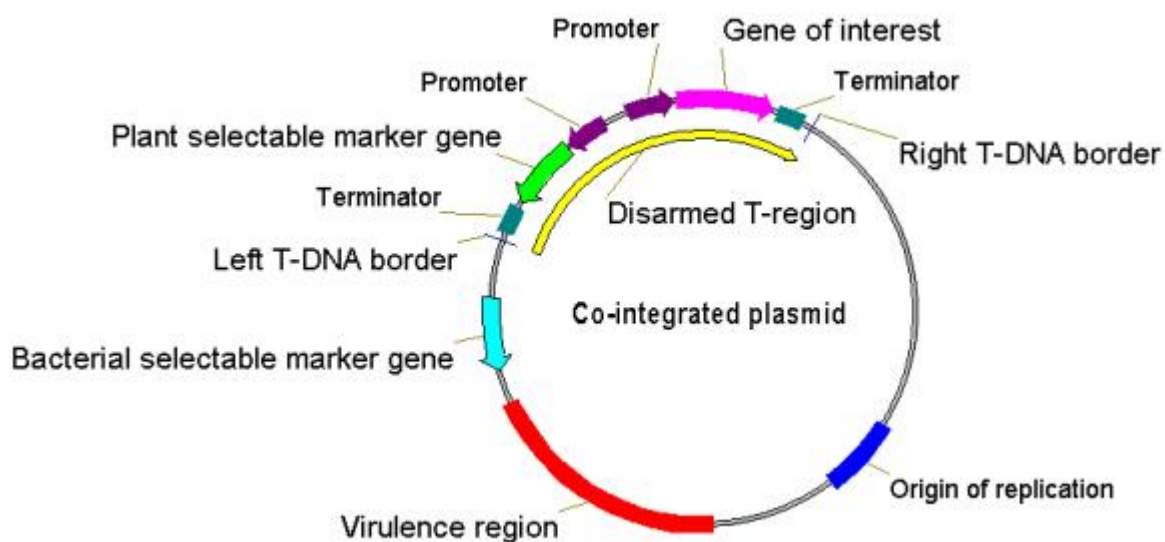 Promoter
Gene of interest
Promoter
Terminator
Plant selectable marker gene
Right T-DNA border
Terminator
Disarmed T-region
Left T-DNA border
Co-integrated plasmid
Bacterial selectable marker gene
Origin of replication
Virulence region